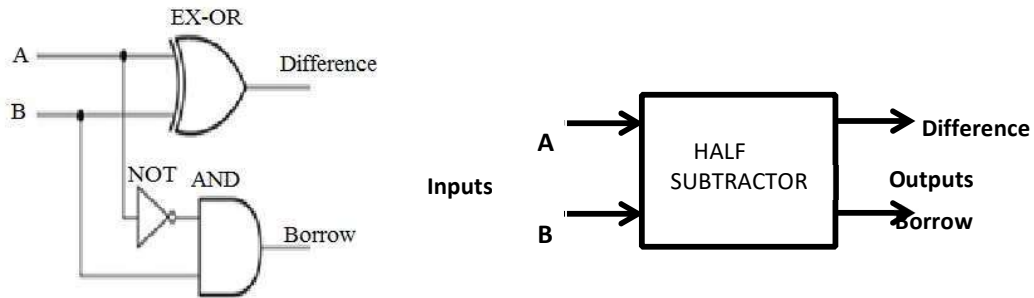 EX-OR
A
Difference
B
NOT
AND
Borrow
A
B
Inputs
HALF
SUBTRACTOR
Difference
Outputs
Borrow